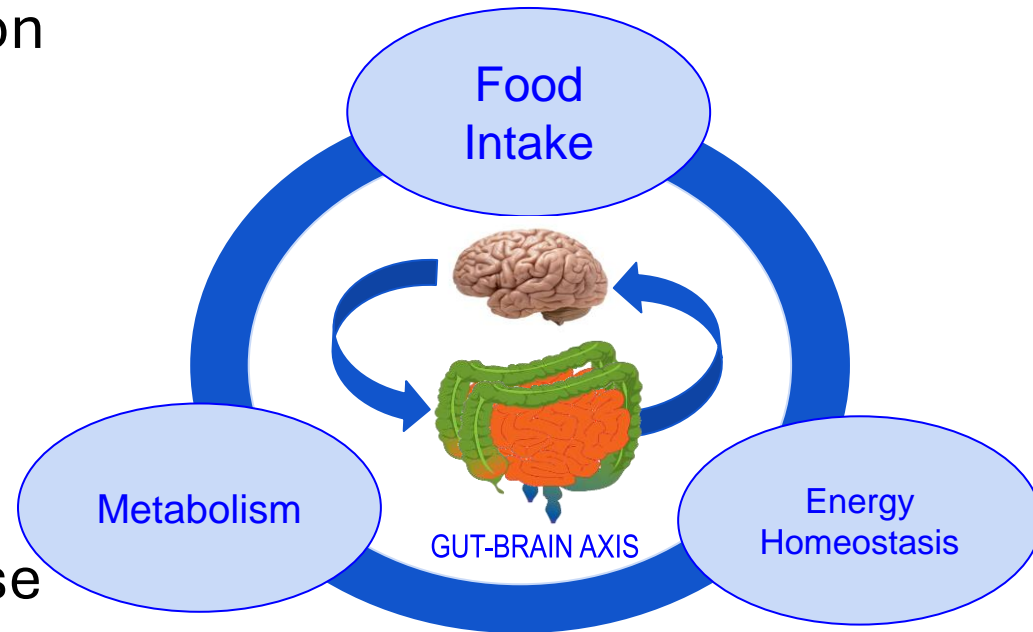 on
Food
Intake
Metabolism
Energy
Homeostasis
GUT-BRAIN AXIS
se